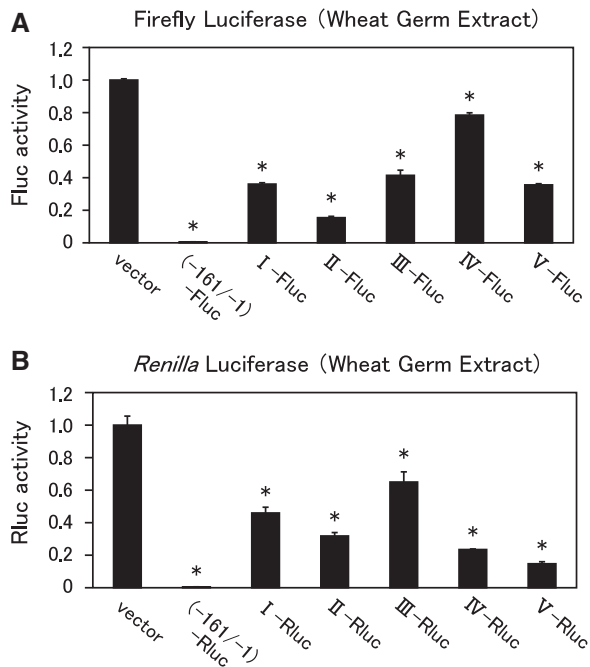 A
Firefly Luciferase (Wheat Germ Extract)
Fluc activity
1.2
1.0
0.8
0.6
0.4
0.2
0
*
*
*
*
*
*
vector
(-161/-1)
-Fluc
I -Fluc
II -Fluc
III -Fluc
IV -Fluc
V -Fluc
B
Renilla Luciferase (Wheat Germ Extract)
Rluc activity
1.2
1.0
0.8
0.6
0.4
0.2
0
*
*
*
*
*
*
vector
(-161/-1)
-Rluc
I -Rluc
II -Rluc
III -Rluc
IV -Rluc
V -Rluc